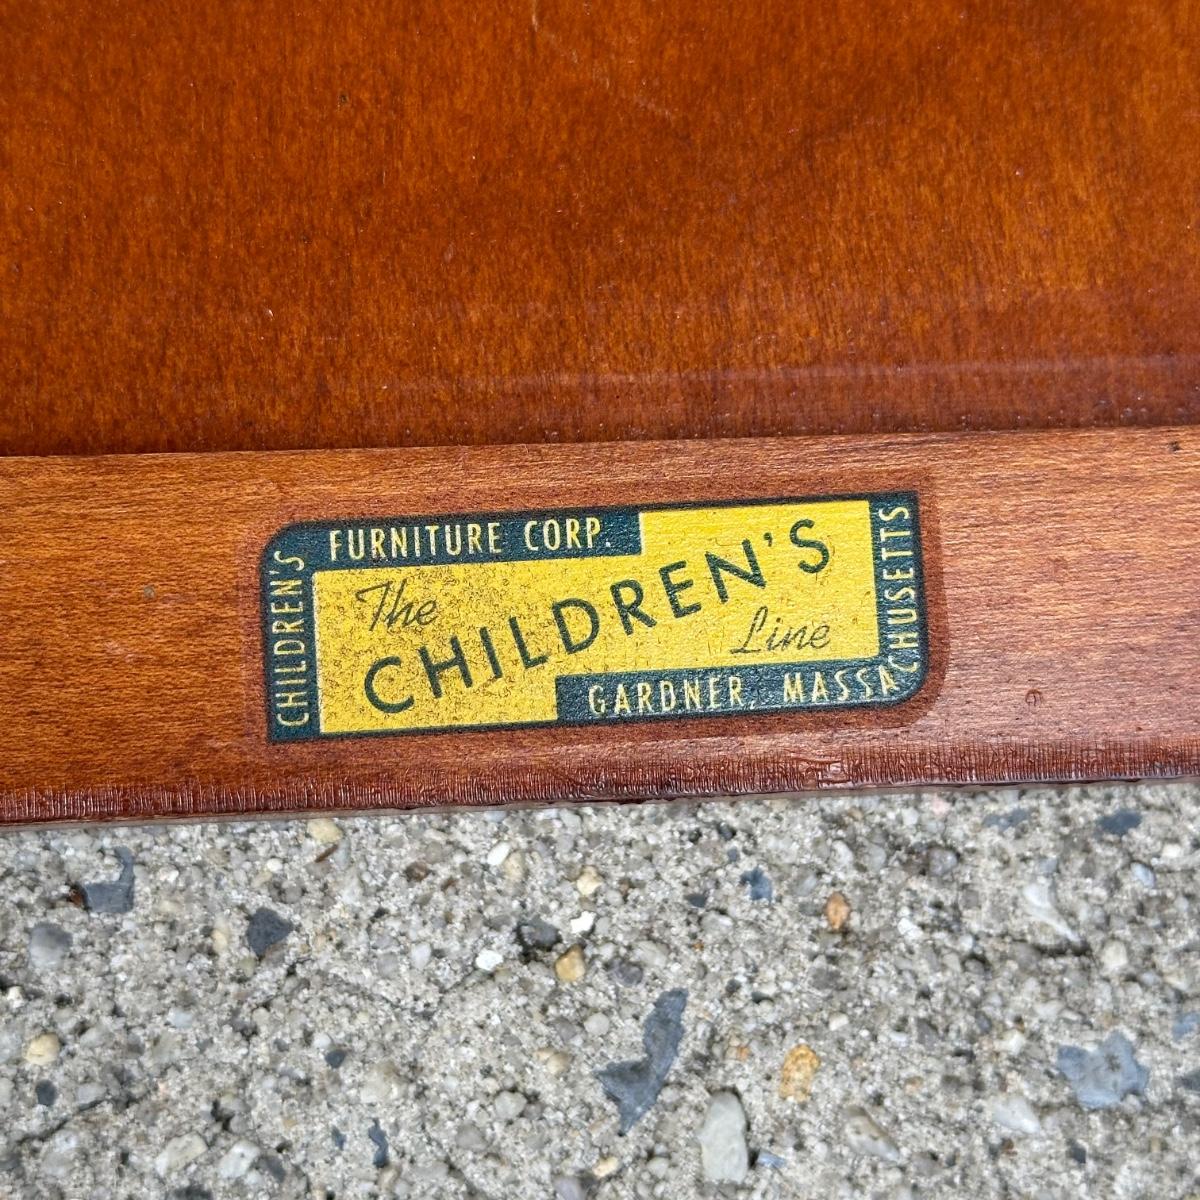 CHILDREN'S
FURNITURE CORP.
The
CHILDREN'S
Line
GARDNER, MASSACHUSETTS